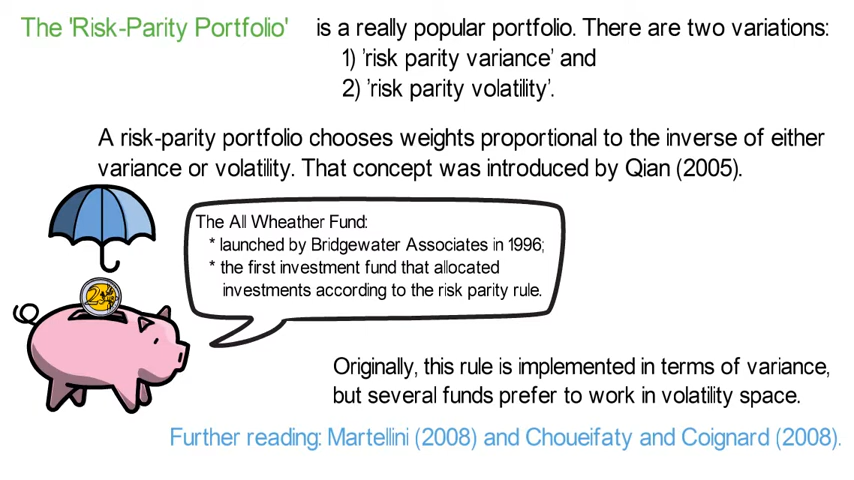 The 'Risk-Parity Portfolio' is a really popular portfolio. There are two variations:
1) 'risk parity variance' and
2) 'risk parity volatility'.
A risk-parity portfolio chooses weights proportional to the inverse of either
variance or volatility. That concept was introduced by Qian (2005).
The All Wheather Fund:
* launched by Bridgewater Associates in 1996;
* the first investment fund that allocated
investments according to the risk parity rule.
2
Originally, this rule is implemented in terms of variance,
but several funds prefer to work in volatility space.
Further reading: Martellini (2008) and Choueifaty and Coignard (2008).